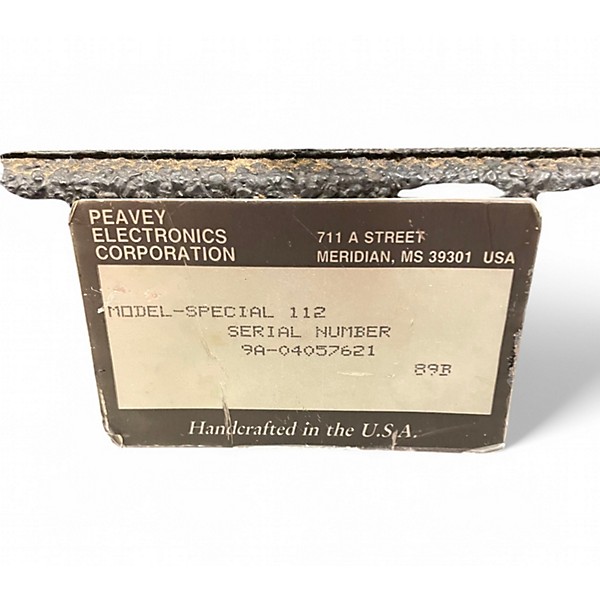 PEAVEY
ELECTRONICS
CORPORATION
711 A STREET
MERIDIAN, MS 39301 USA
MODEL-SPECIAL 112
SERIAL NUMBER
9A-04057621
89B
Handcrafted in the U.S.A.